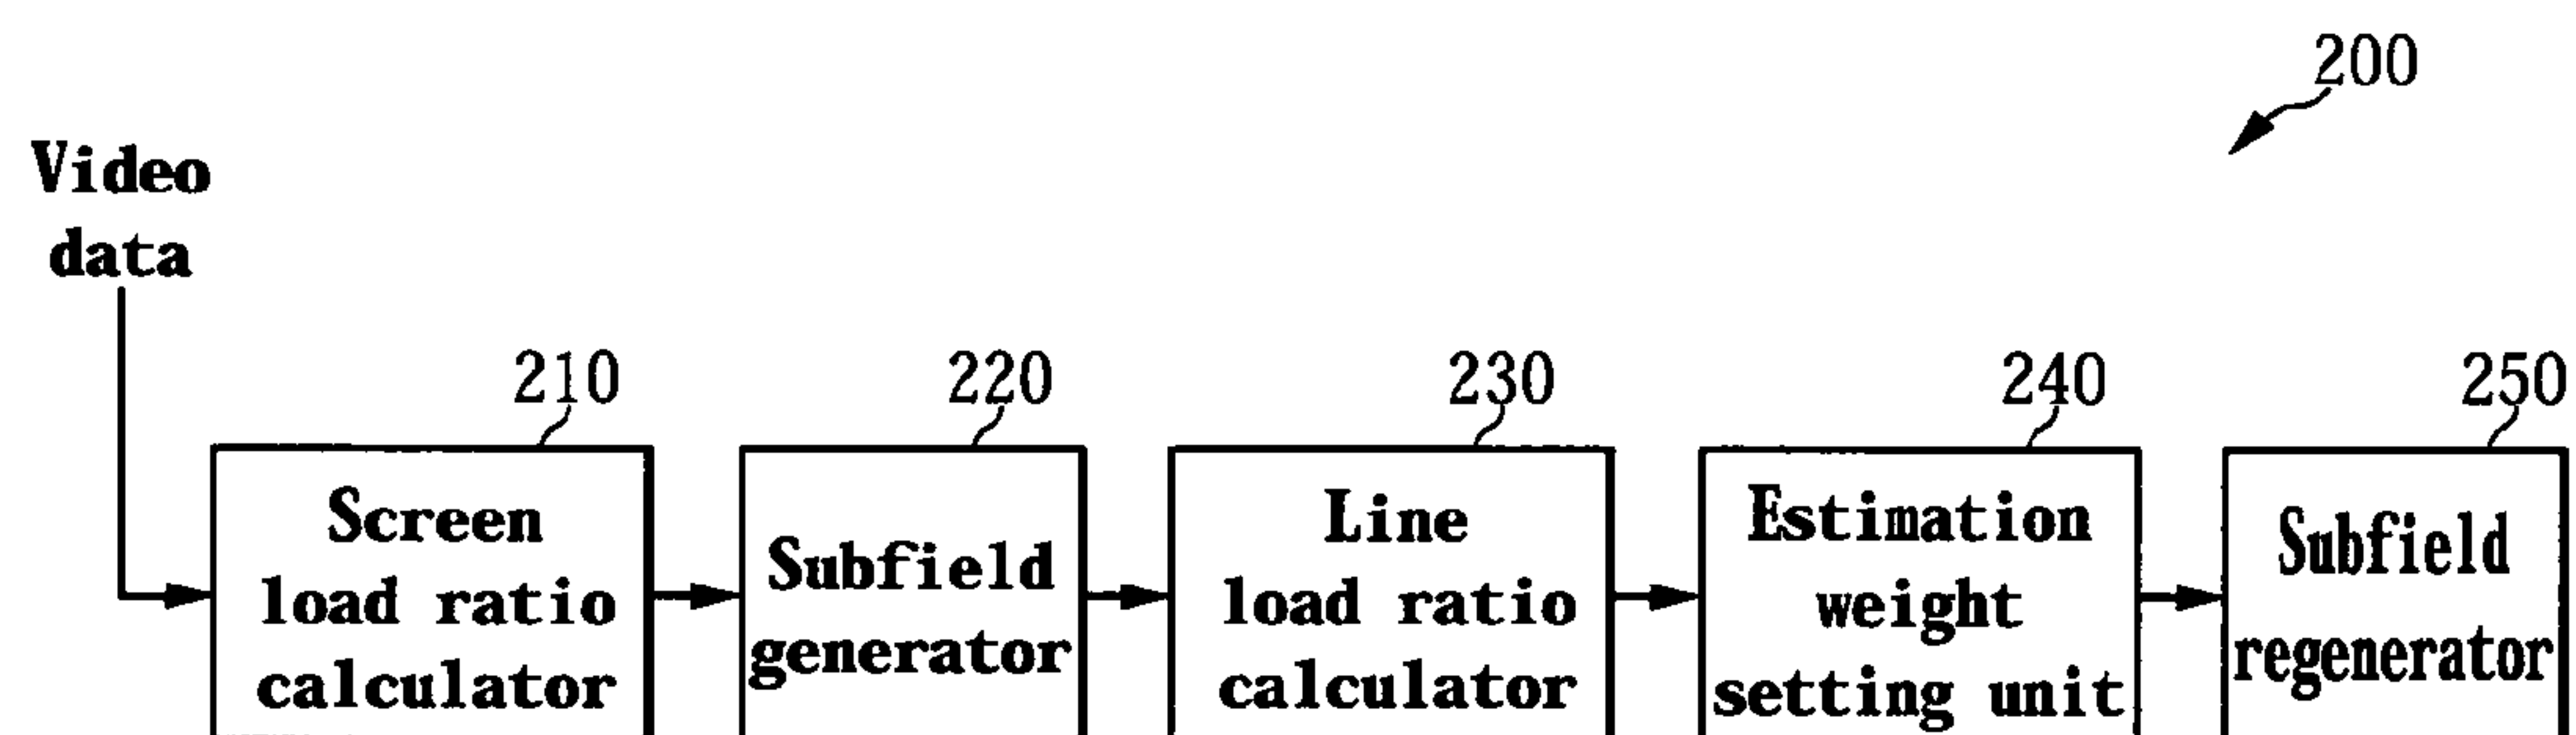 200
Video
data
210
220
230
240
250
Screen
load ratio
calculator
Subfield
generator
Line
load ratio
calculator
Estimation
weight
setting unit
Subfield
regenerator